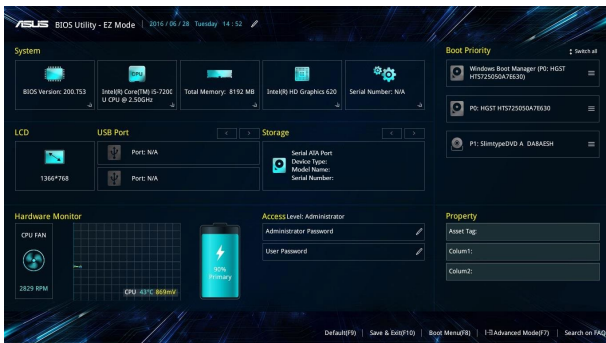 ASUS BIOS Utility - EZ Mode | 2016 / 06 / 28 Tuesday 14 : 52
System
BIOS Version: 200.T53
CPU
Intel(R) Core(TM) i5-7200
U CPU @ 2.50GHz
Total Memory: 8192 MB
Intel(R) HD Graphics 620
Serial Number: N/A
Boot Priority
Switch all
Windows Boot Manager (P0: HGST
HTS725050A7E630)
P0: HGST HTS725050A7E630
P1: SlimtypeDVD A DA8AESH
LCD
1366*768
USB Port
Port: N/A
Port: N/A
Storage
Serial ATA Port
Device Type:
Model Name:
Serial Number:
Hardware Monitor
CPU FAN
2829 RPM
CPU 43°C 869mV
90%
Primary
Access Level: Administrator
Administrator Password
User Password
Property
Asset Tag:
Colum1:
Colum2:
Default(F9) | Save & Exit(F10) | Boot Menu(F8) | Advanced Mode(F7) | Search on FAQ